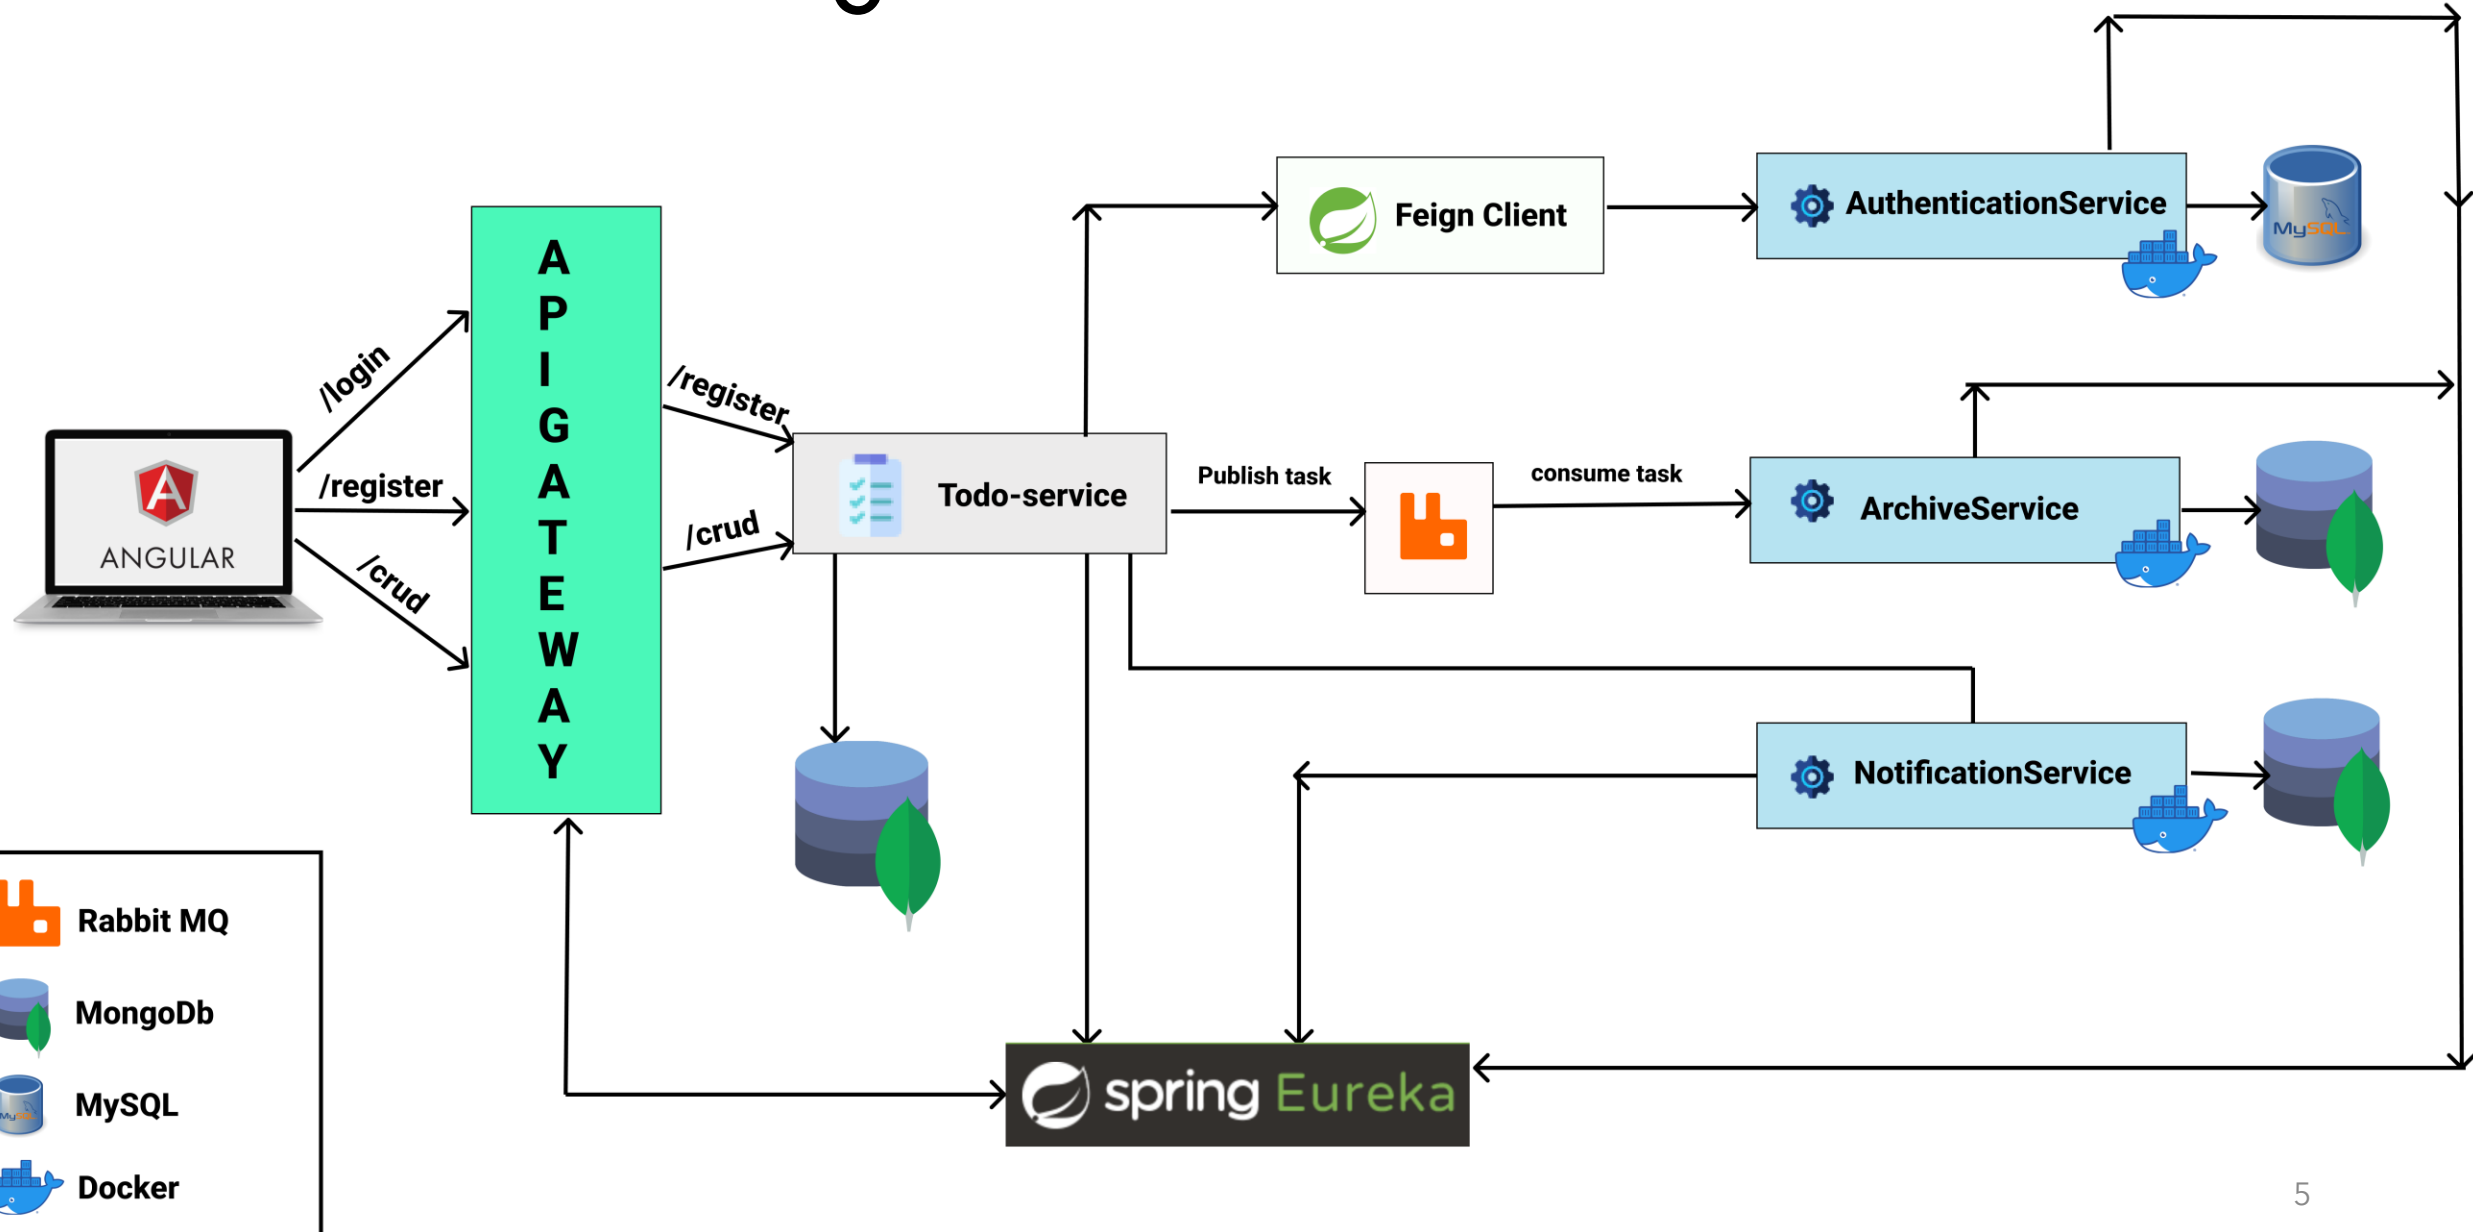 /login
/register
/crud
ANGULAR
A
P
I
G
A
T
E
W
A
Y
/register
/crud
Todo-service
Feign Client
AuthenticationService
MySQL
Publish task
consume task
ArchiveService
NotificationService
spring Eureka
Rabbit MQ
MongoDb
MySQL
MySQL
Docker
5